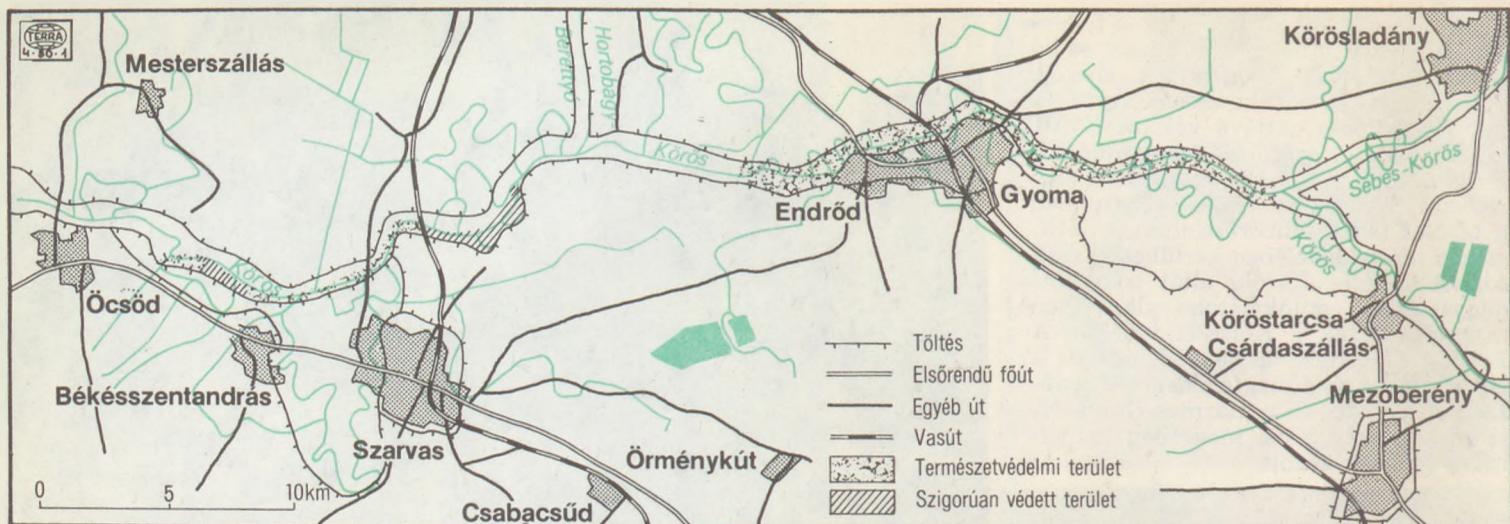 TERRA
4-86-1
Mesterszállás
Berettyó
Hortobágy
Körösladány
Körös
Sebes-Körös
Endrőd
Gyoma
Körös
Körös
Öcsöd
Békésszentandrás
Szarvas
Csabacsűd
Örménykút
Köröstarcsa
Csárdaszállás
Mezőberény
0 5 10km
Töltés
Elsőrendű főút
Egyéb út
Vasút
Természetvédelmi terület
Szigorúan védett terület